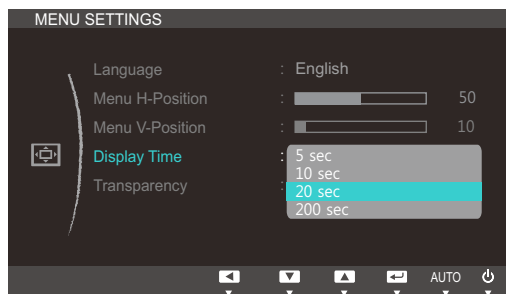 MENU SETTINGS
Language : English
Menu H-Position : 50
Menu V-Position : 10
Display Time : 5 sec
10 sec
Transparency : 20 sec
200 sec
AUTO